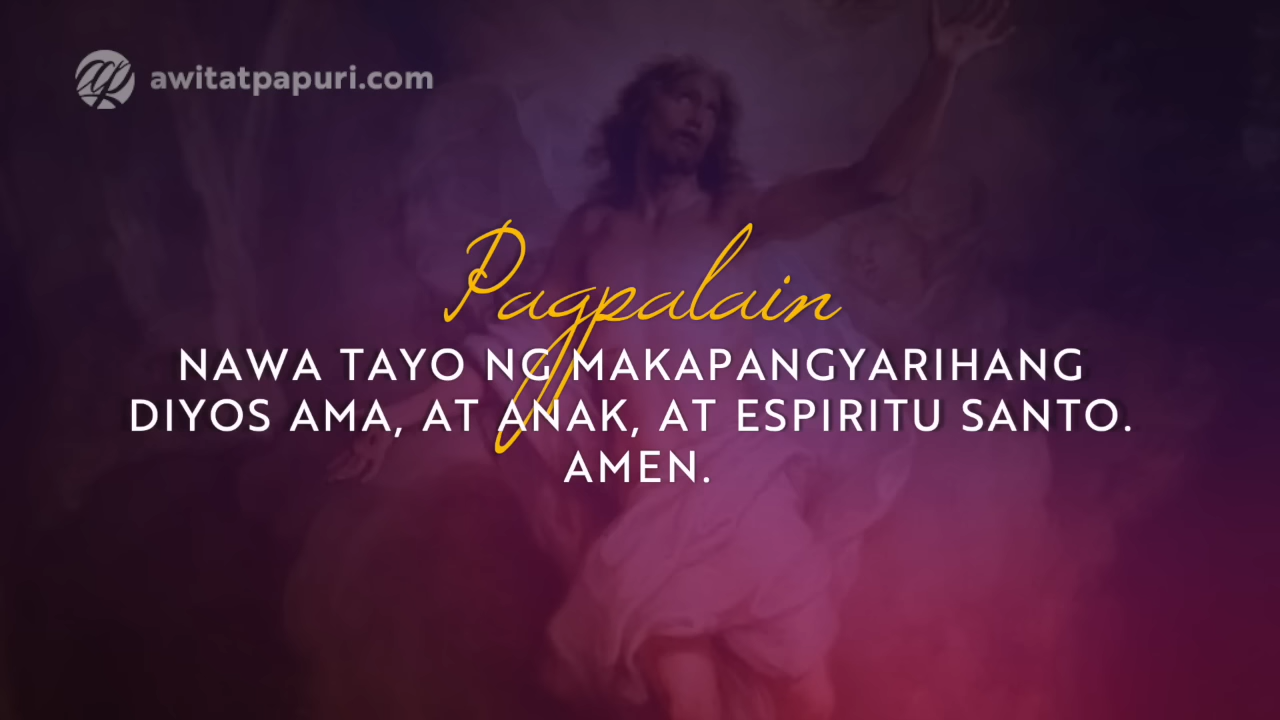 awitatpapuri.com
Pagpalain
NAWA TAYO NG MAKAPANGYARIHANG
DIYOS AMA, AT ANAK, AT ESPIRITU SANTO.
AMEN.